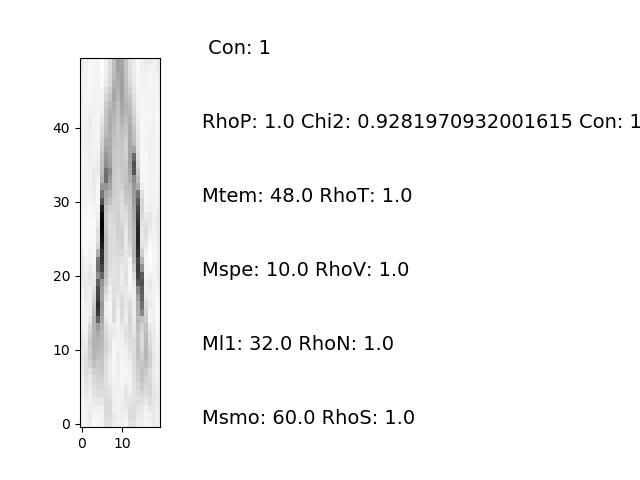 Con: 1
RhoP: 1.0 Chi2: 0.9281970932001615 Con: 1
Mtem: 48.0 RhoT: 1.0
Mspe: 10.0 RhoV: 1.0
Ml1: 32.0 RhoN: 1.0
Msmo: 60.0 RhoS: 1.0
40
30
20
10
0
0 10